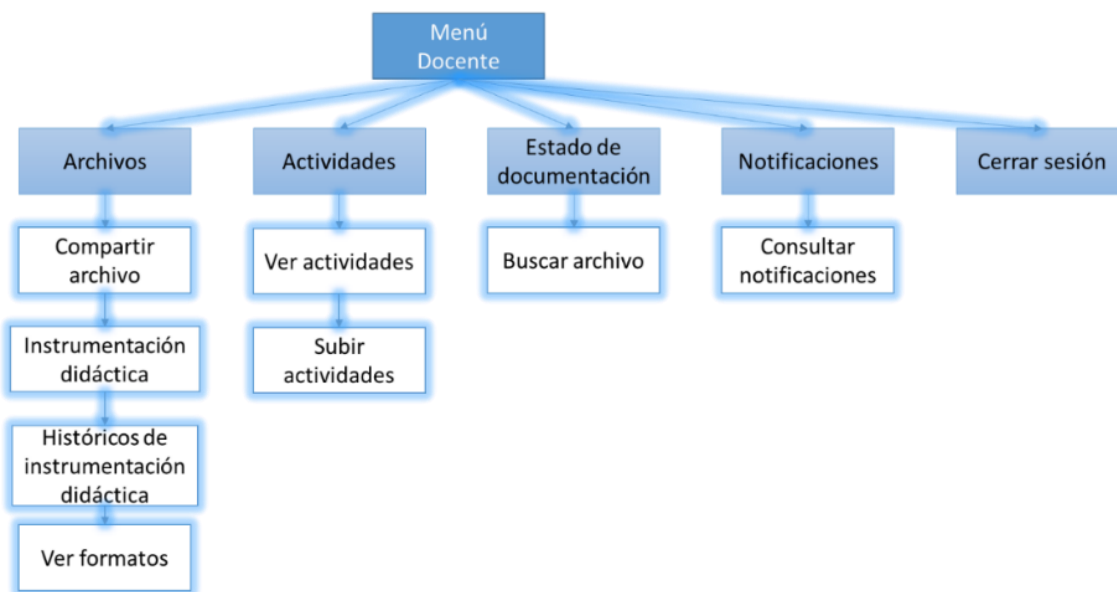 Menú
Docente
Archivos
Actividades
Estado de
documentación
Notificaciones
Cerrar sesión
Compartir
archivo
Ver actividades
Buscar archivo
Consultar
notificaciones
Instrumentación
didáctica
Subir
actividades
Históricos de
instrumentación
didáctica
Ver formatos